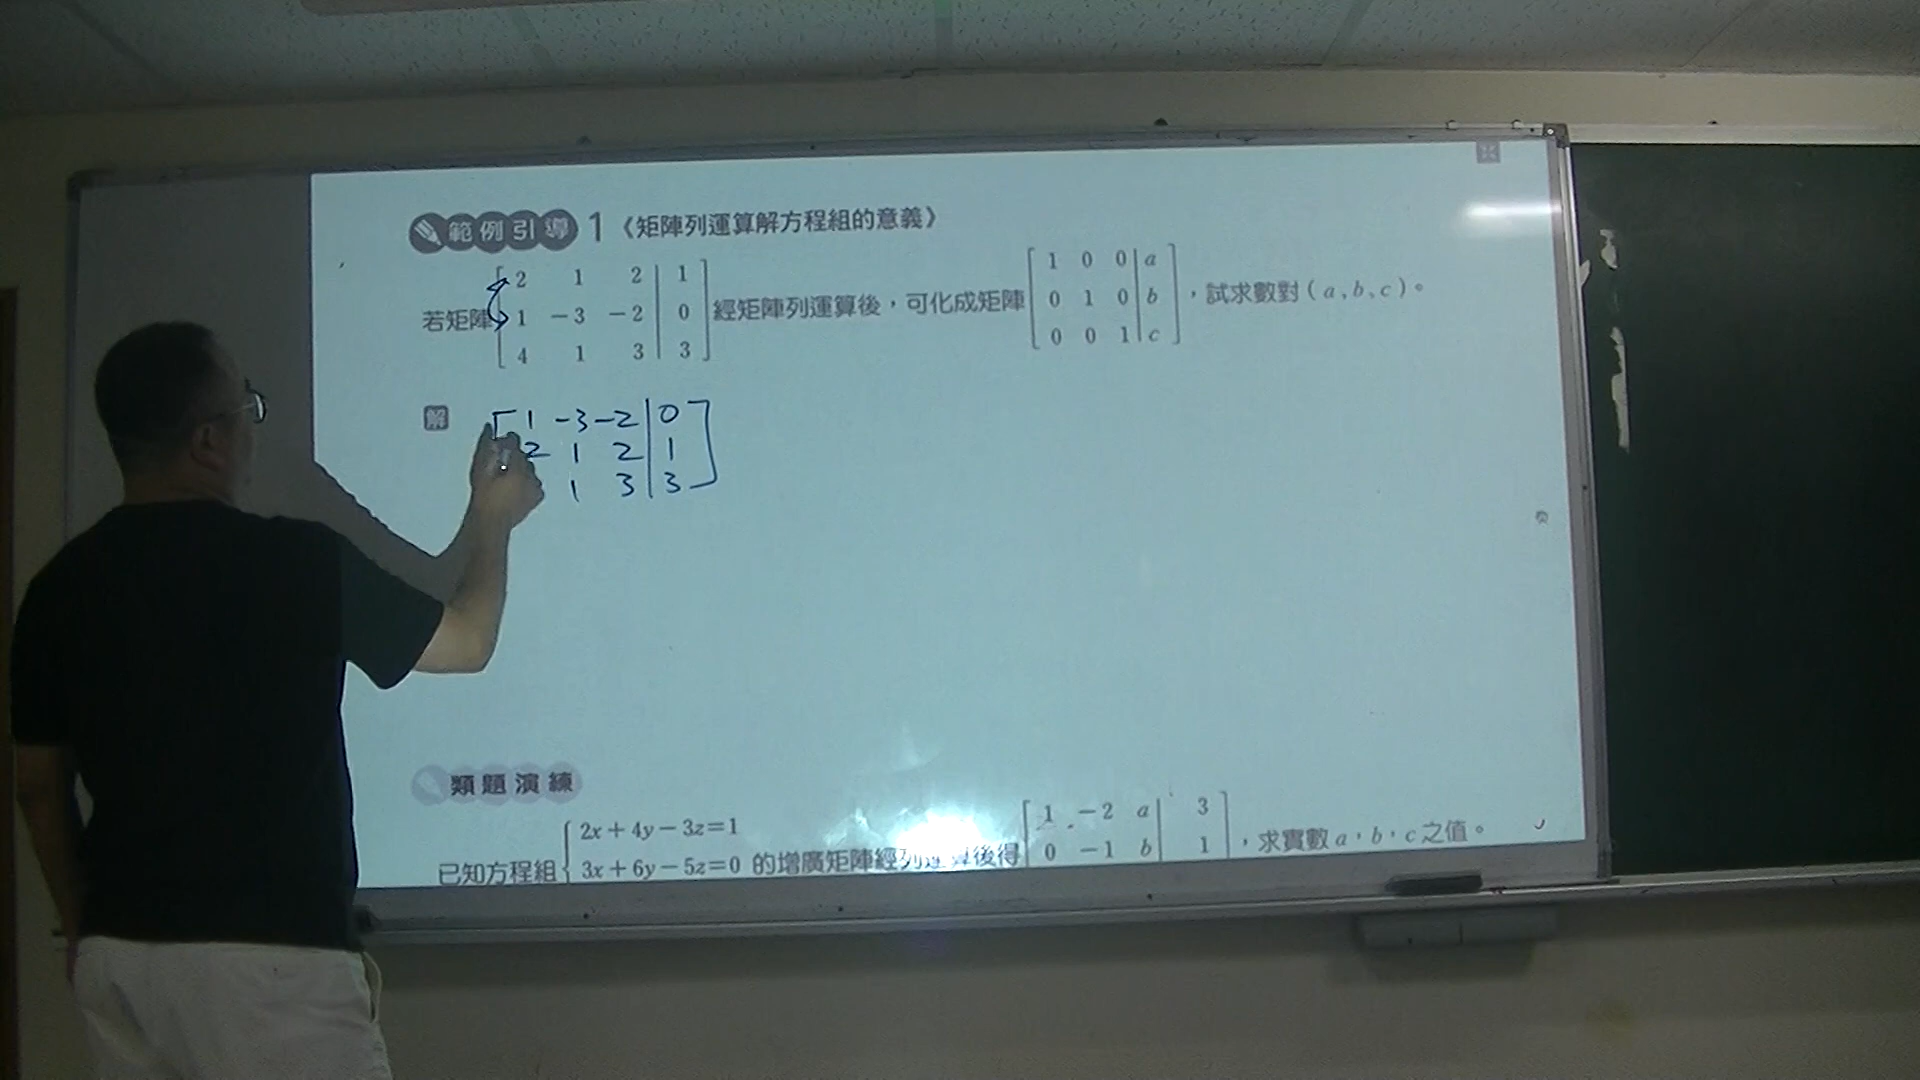 範例引導 1《矩陣列運算解方程組的意義》
若矩陣 [ 2 1 2 | 1 ] 經矩陣列運算後，可化成矩陣 [ 1 0 0 | a ]，試求數對（a、b、c）。
[ 1 －3 －2 | 0 ] [ 0 1 0 | b ]
[ 4 1 3 | 3 ] [ 0 0 1 | c ]
解
[ 1 -3 -2 | 0 ]
2 1 2 | 1
1 3 | 3 ]
類題演練
已知方程組 { 2x＋4y－3z＝1
3x＋6y－5z＝0 的增廣矩陣經列運算後得 [ 1 －2 a | 3 ]
[ 0 －1 b | 1 ]，求實數 a，b，c 之值。